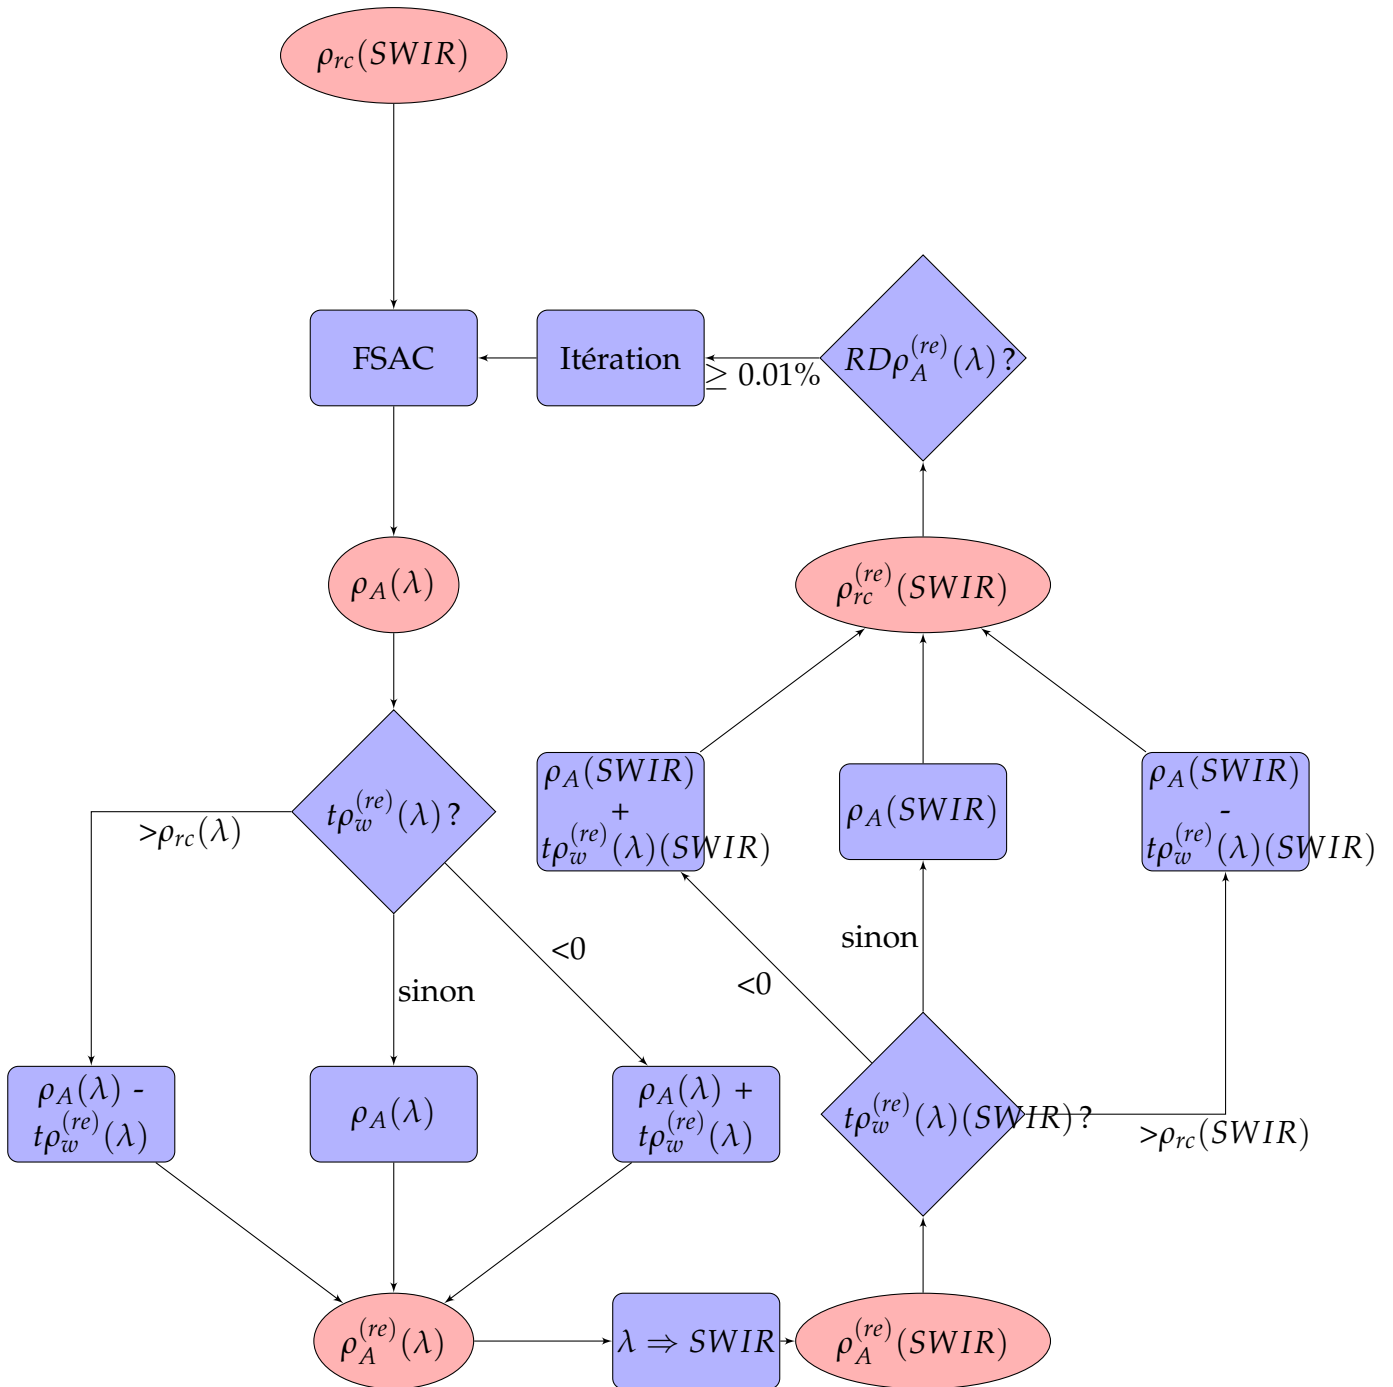 ρ_rc(SWIR)
FSAC
Itération
≥ 0.01%
RDρ_A^(re)(λ) ?
ρ_A(λ)
ρ_rc^(re)(SWIR)
tρ_w^(re)(λ) ?
>ρ_rc(λ)
sinon
<0
ρ_A(λ) -
tρ_w^(re)(λ)
ρ_A(λ)
ρ_A(λ) +
tρ_w^(re)(λ)
ρ_A(SWIR)
+
tρ_w^(re)(λ)(SWIR)
ρ_A(SWIR)
ρ_A(SWIR)
-
tρ_w^(re)(λ)(SWIR)
<0
sinon
>ρ_rc(SWIR)
tρ_w^(re)(λ)(SWIR) ?
ρ_A^(re)(λ)
λ ⇒ SWIR
ρ_A^(re)(SWIR)